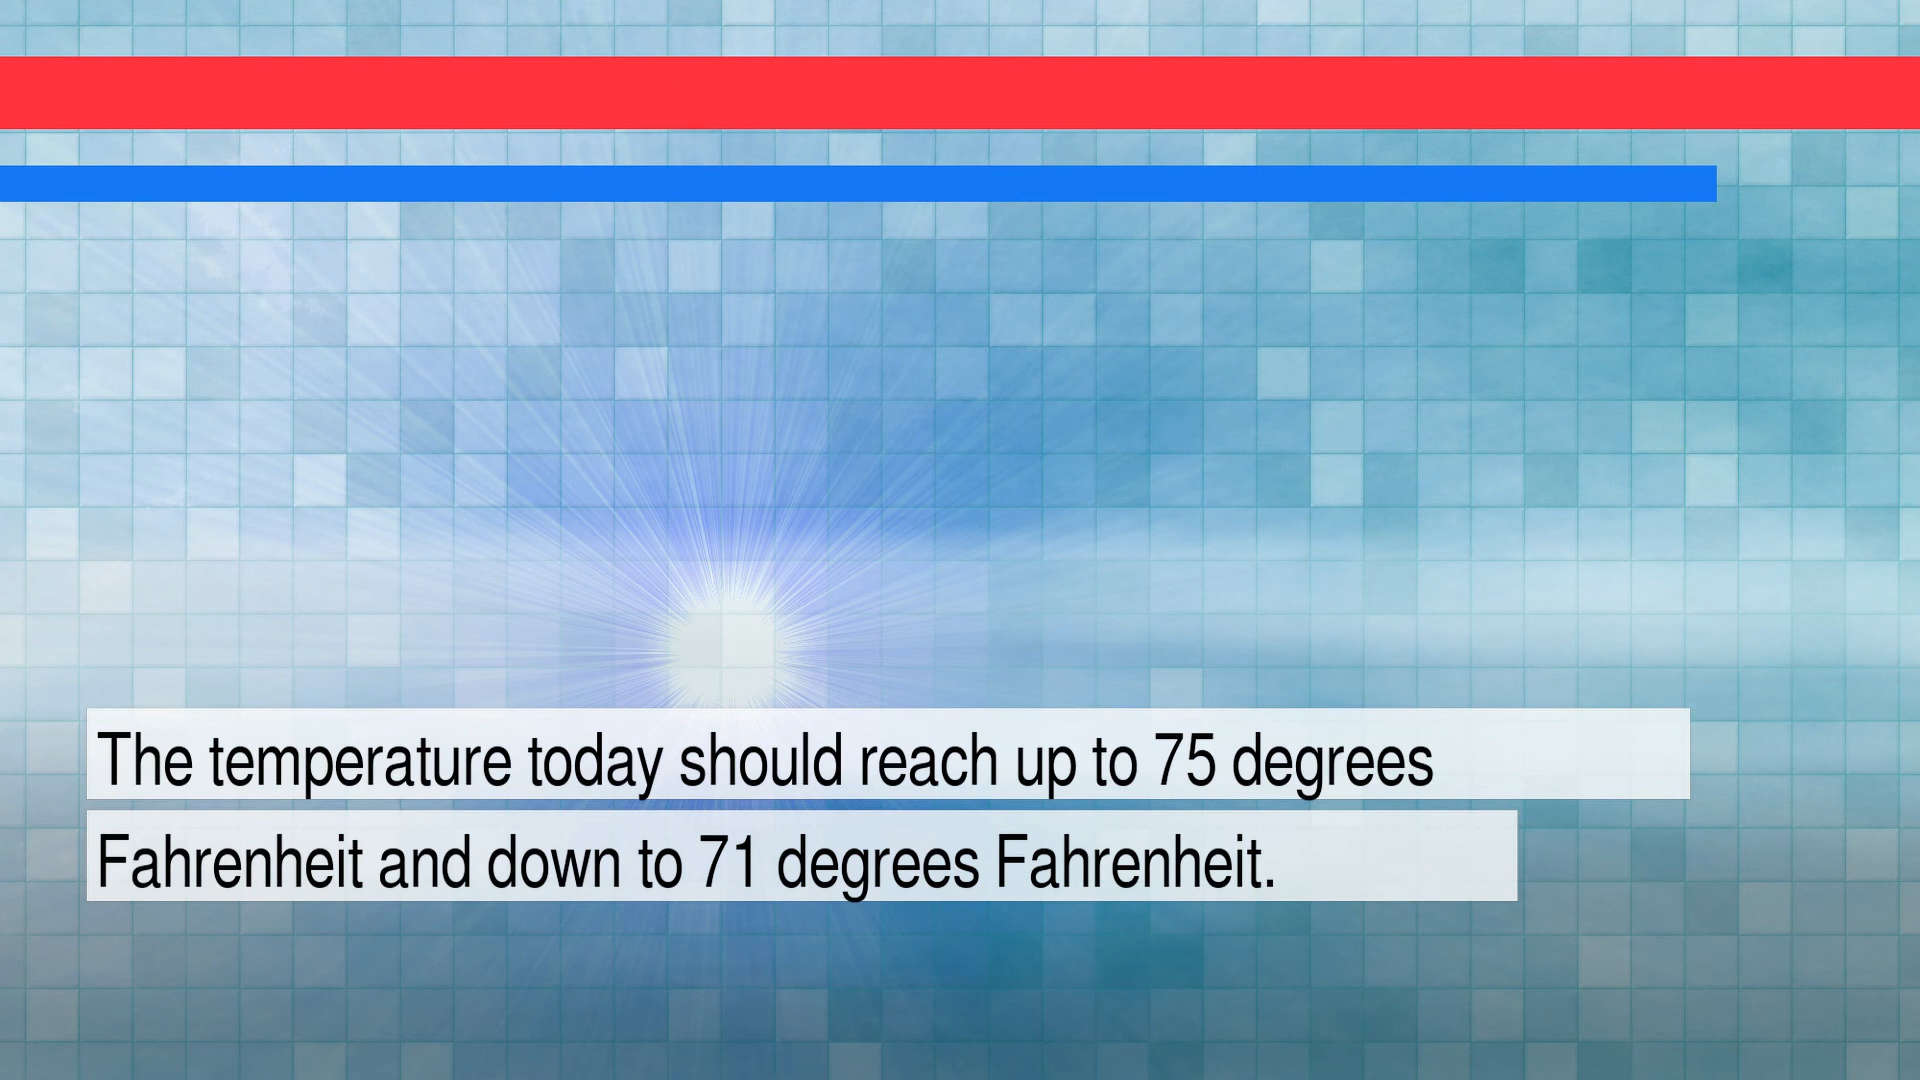 The temperature today should reach up to 75 degrees
Fahrenheit and down to 71 degrees Fahrenheit.